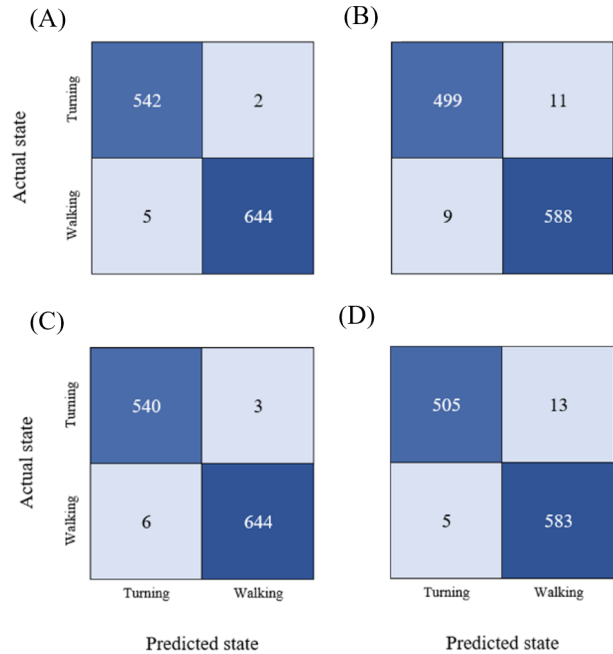 (A)
(B)
Actual state
Turning
Walking
542
2
5
644
499
11
9
588
(C)
(D)
Actual state
Turning
Walking
540
3
6
644
505
13
5
583
Turning
Walking
Turning
Walking
Predicted state
Predicted state